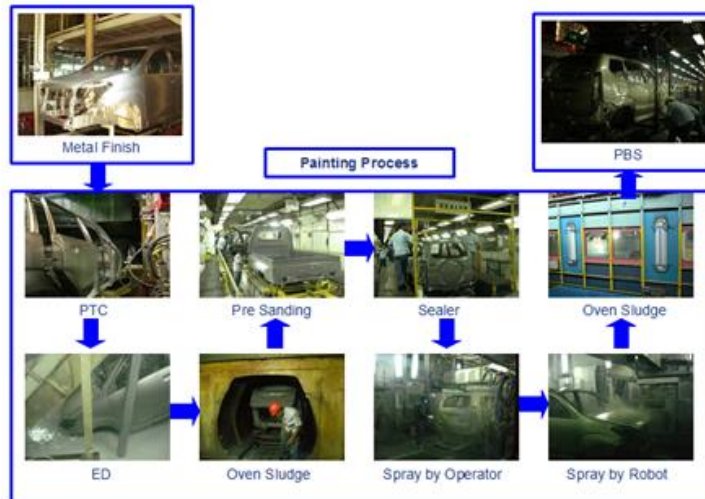 Metal Finish
PBS
Painting Process
PTC
Pre Sanding
Sealer
Oven Sludge
ED
Oven Sludge
Spray by Operator
Spray by Robot